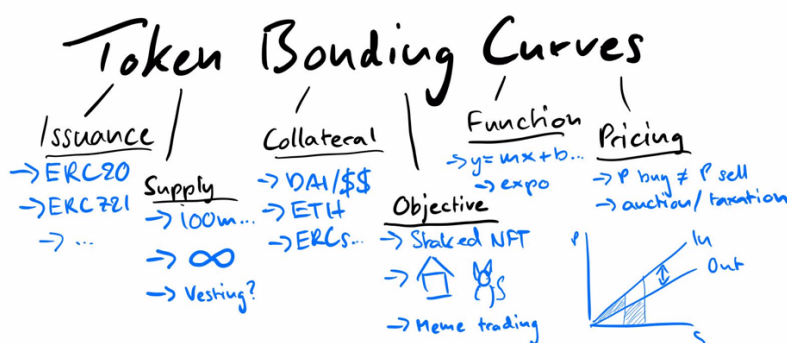 Token Bonding Curves
Issuance
→ ERC20
→ ERC721
→ ...
Supply
→ 100m...
→ ∞
→ Vesting?
Collateral
→ DAI/$$
→ ETH
→ ERCs...
Objective
→ Staked NFT
→
→ Meme trading
Function
→ y=mx+b...
→ expo
Pricing
→ P buy ≠ P sell
→ auction/taxation
P
In
Out
S